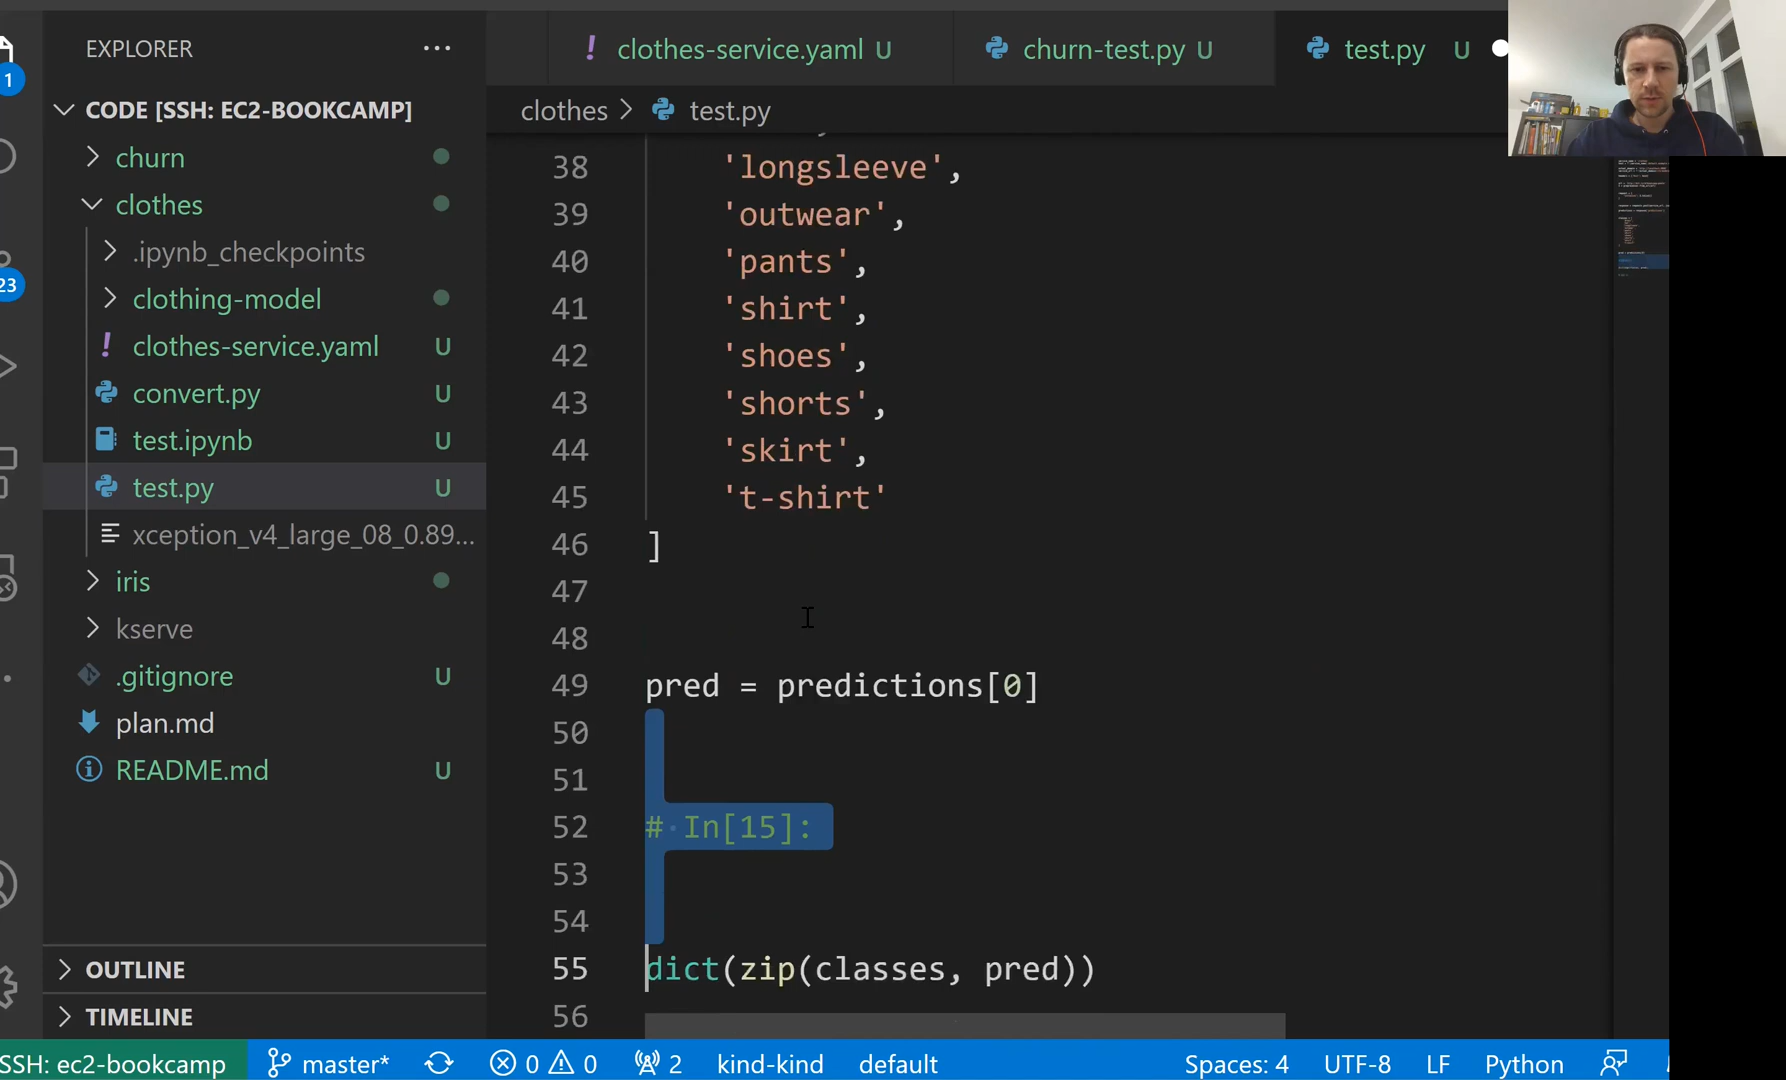 EXPLORER
...
CODE [SSH: EC2-BOOKCAMP]
churn
clothes
.ipynb_checkpoints
clothing-model
! clothes-service.yaml U
convert.py U
test.ipynb U
test.py U
xception_v4_large_08_0.89...
iris
kserve
.gitignore U
plan.md
README.md U
OUTLINE
TIMELINE
1
23
! clothes-service.yaml U
churn-test.py U
test.py U
clothes > test.py
38 'longsleeve',
39 'outwear',
40 'pants',
41 'shirt',
42 'shoes',
43 'shorts',
44 'skirt',
45 't-shirt'
46 ]
47
48
49 pred = predictions[0]
50
51
52 # In[15]:
53
54
55 dict(zip(classes, pred))
56
SSH: ec2-bookcamp master* 0 0 2 kind-kind default Spaces: 4 UTF-8 LF Python